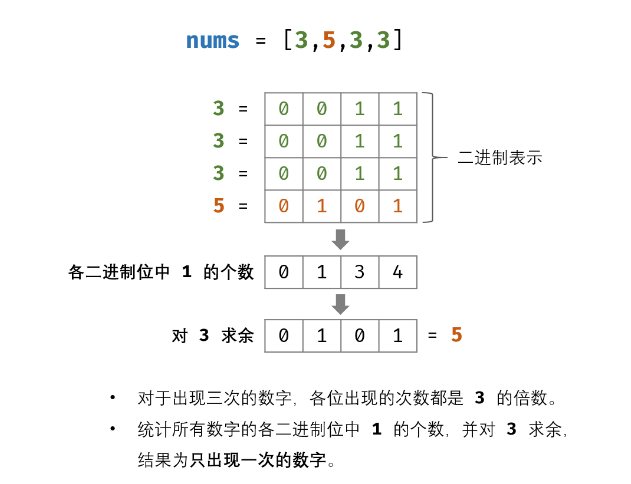 nums = [3,5,3,3]
3 = 0 0 1 1
3 = 0 0 1 1
3 = 0 0 1 1
5 = 0 1 0 1
二进制表示
各二进制位中 1 的个数 0 1 3 4
对 3 求余 0 1 0 1 = 5
• 对于出现三次的数字，各位出现的次数都是 3 的倍数。
• 统计所有数字的各二进制位中 1 的个数，并对 3 求余，
结果为只出现一次的数字。